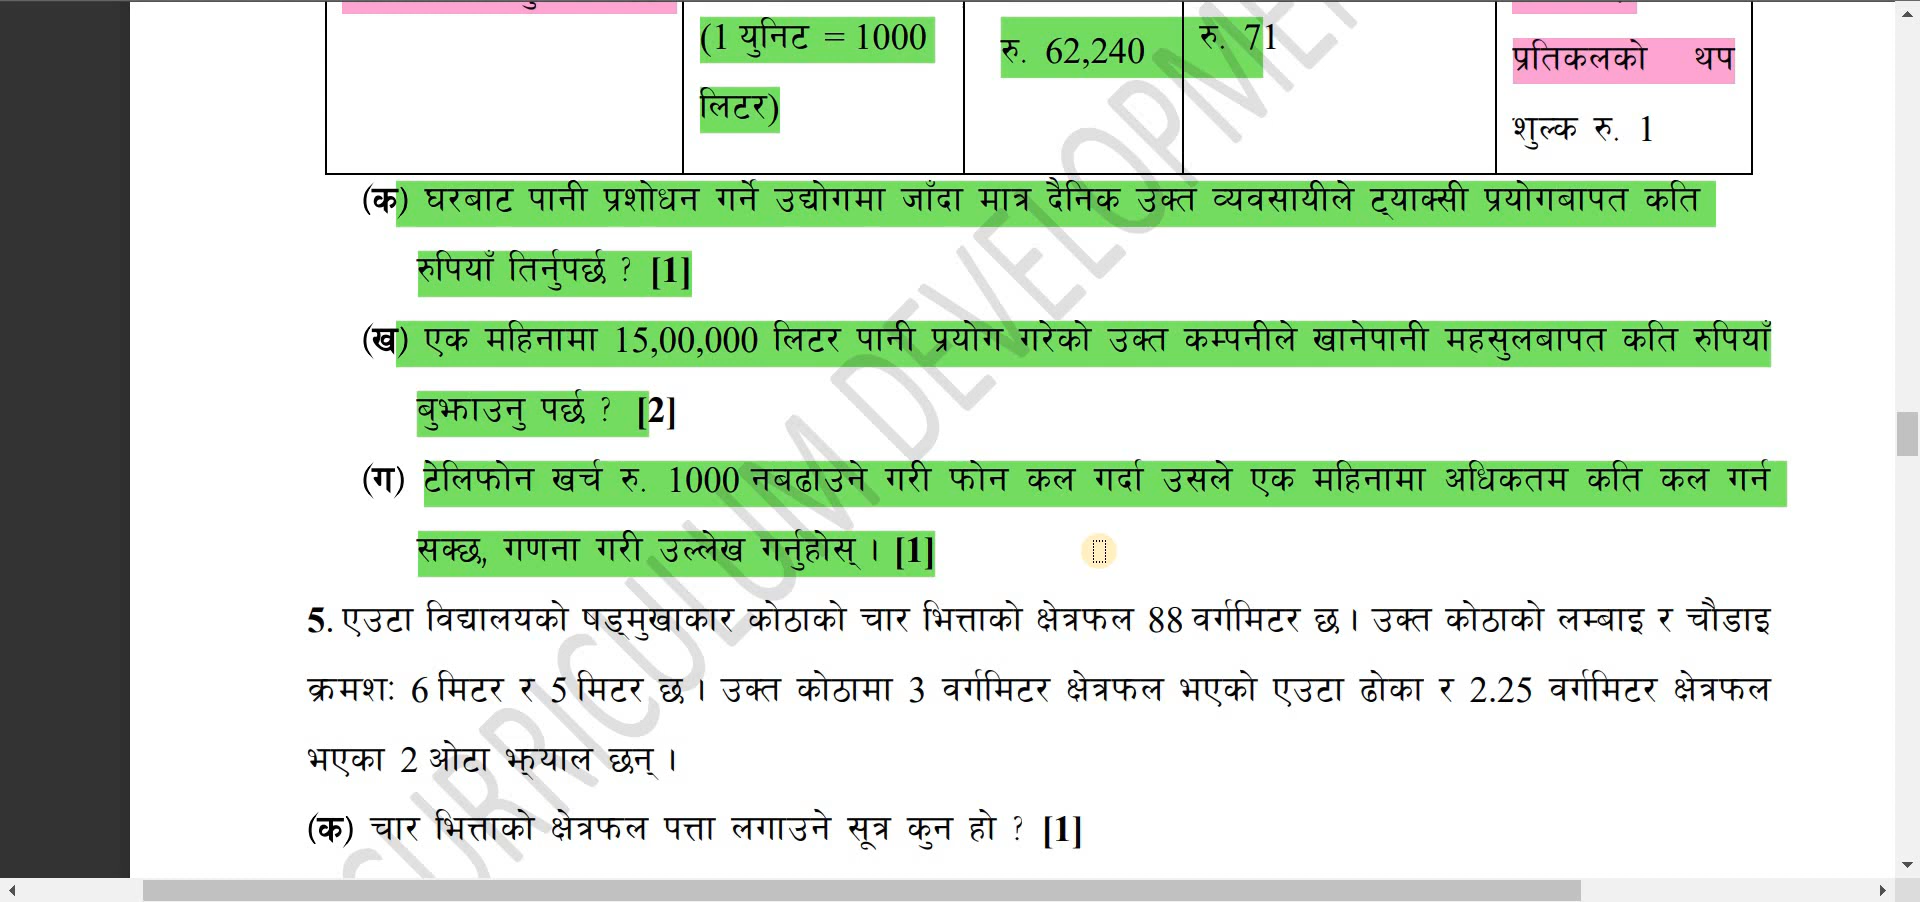 (1 युनिट = 1000
लिटर)
रु. 62,240
रु. 71
प्रतिकलको थप
शुल्क रु. 1
(क) घरबाट पानी प्रशोधन गर्ने उद्योगमा जाँदा मात्र दैनिक उक्त व्यवसायीले ट्याक्सी प्रयोगबापत कति
रुपियाँ तिर्नुपर्छ ? [1]
(ख) एक महिनामा 15,00,000 लिटर पानी प्रयोग गरेको उक्त कम्पनीले खानेपानी महसुलबापत कति रुपियाँ
बुझाउनु पर्छ ? [2]
(ग) टेलिफोन खर्च रु. 1000 नबढाउने गरी फोन कल गर्दा उसले एक महिनामा अधिकतम कति कल गर्न
सक्छ, गणना गरी उल्लेख गर्नुहोस् । [1]
5. एउटा विद्यालयको षड्मुखाकार कोठाको चार भित्ताको क्षेत्रफल 88 वर्गमिटर छ । उक्त कोठाको लम्बाइ र चौडाइ
क्रमशः 6 मिटर र 5 मिटर छ । उक्त कोठामा 3 वर्गमिटर क्षेत्रफल भएको एउटा ढोका र 2.25 वर्गमिटर क्षेत्रफल
भएका 2 ओटा झ्याल छन् ।
(क) चार भित्ताको क्षेत्रफल पत्ता लगाउने सूत्र कुन हो ? [1]
CURRICULUM DEVELOPMEN